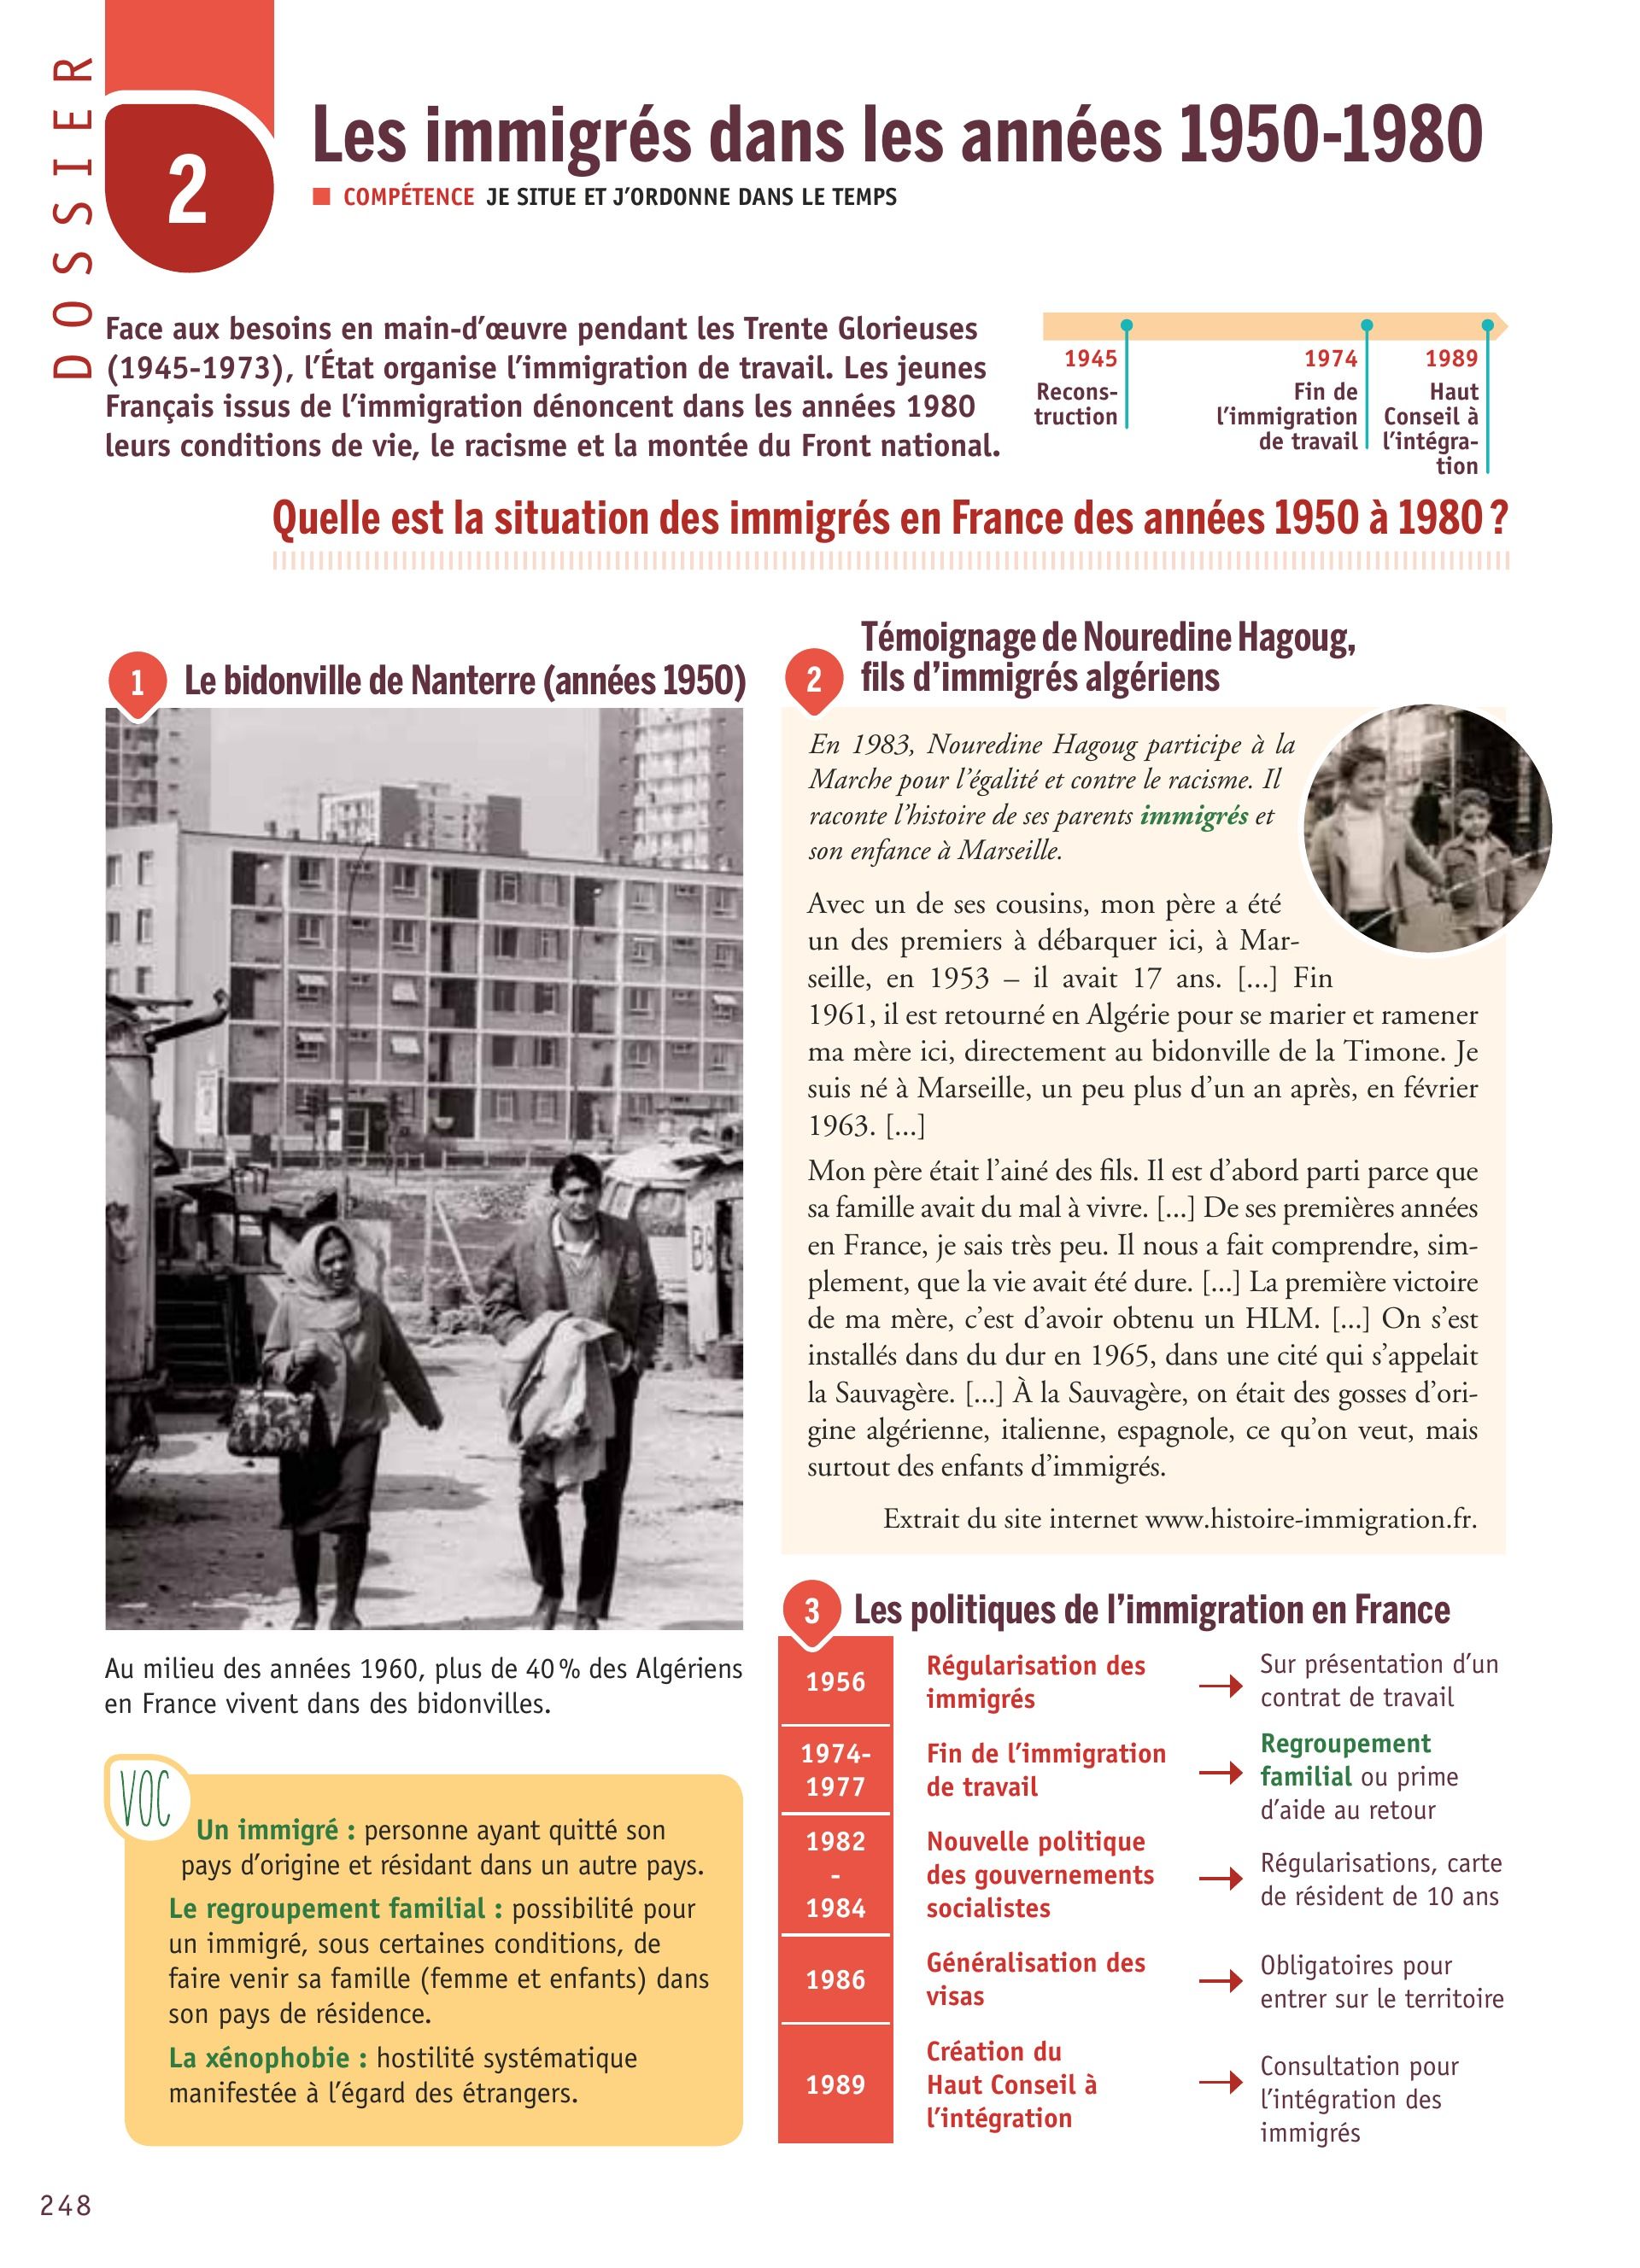 DOSSIER
2
Les immigrés dans les années 1950-1980
COMPÉTENCE JE SITUE ET J’ORDONNE DANS LE TEMPS
Face aux besoins en main-d’œuvre pendant les Trente Glorieuses
(1945-1973), l’État organise l’immigration de travail. Les jeunes
Français issus de l’immigration dénoncent dans les années 1980
leurs conditions de vie, le racisme et la montée du Front national.
1945
Recons-
truction
1974
Fin de
l’immigration
de travail
1989
Haut
Conseil à
l’intégra-
tion
Quelle est la situation des immigrés en France des années 1950 à 1980 ?
1
Le bidonville de Nanterre (années 1950)
Au milieu des années 1960, plus de 40 % des Algériens
en France vivent dans des bidonvilles.
VOC
Un immigré : personne ayant quitté son
pays d’origine et résidant dans un autre pays.
Le regroupement familial : possibilité pour
un immigré, sous certaines conditions, de
faire venir sa famille (femme et enfants) dans
son pays de résidence.
La xénophobie : hostilité systématique
manifestée à l’égard des étrangers.
2
Témoignage de Nouredine Hagoug,
fils d’immigrés algériens
En 1983, Nouredine Hagoug participe à la
Marche pour l’égalité et contre le racisme. Il
raconte l’histoire de ses parents immigrés et
son enfance à Marseille.
Avec un de ses cousins, mon père a été
un des premiers à débarquer ici, à Mar-
seille, en 1953 – il avait 17 ans. [...] Fin
1961, il est retourné en Algérie pour se marier et ramener
ma mère ici, directement au bidonville de la Timone. Je
suis né à Marseille, un peu plus d’un an après, en février
1963. [...]
Mon père était l’ainé des fils. Il est d’abord parti parce que
sa famille avait du mal à vivre. [...] De ses premières années
en France, je sais très peu. Il nous a fait comprendre, sim-
plement, que la vie avait été dure. [...] La première victoire
de ma mère, c’est d’avoir obtenu un HLM. [...] On s’est
installés dans du dur en 1965, dans une cité qui s’appelait
la Sauvagère. [...] À la Sauvagère, on était des gosses d’ori-
gine algérienne, italienne, espagnole, ce qu’on veut, mais
surtout des enfants d’immigrés.
Extrait du site internet www.histoire-immigration.fr.
3
Les politiques de l’immigration en France
1956
Régularisation des
immigrés
Sur présentation d’un
contrat de travail
1974-
1977
Fin de l’immigration
de travail
Regroupement
familial ou prime
d’aide au retour
1982
-
1984
Nouvelle politique
des gouvernements
socialistes
Régularisations, carte
de résident de 10 ans
1986
Généralisation des
visas
Obligatoires pour
entrer sur le territoire
1989
Création du
Haut Conseil à
l’intégration
Consultation pour
l’intégration des
immigrés
248